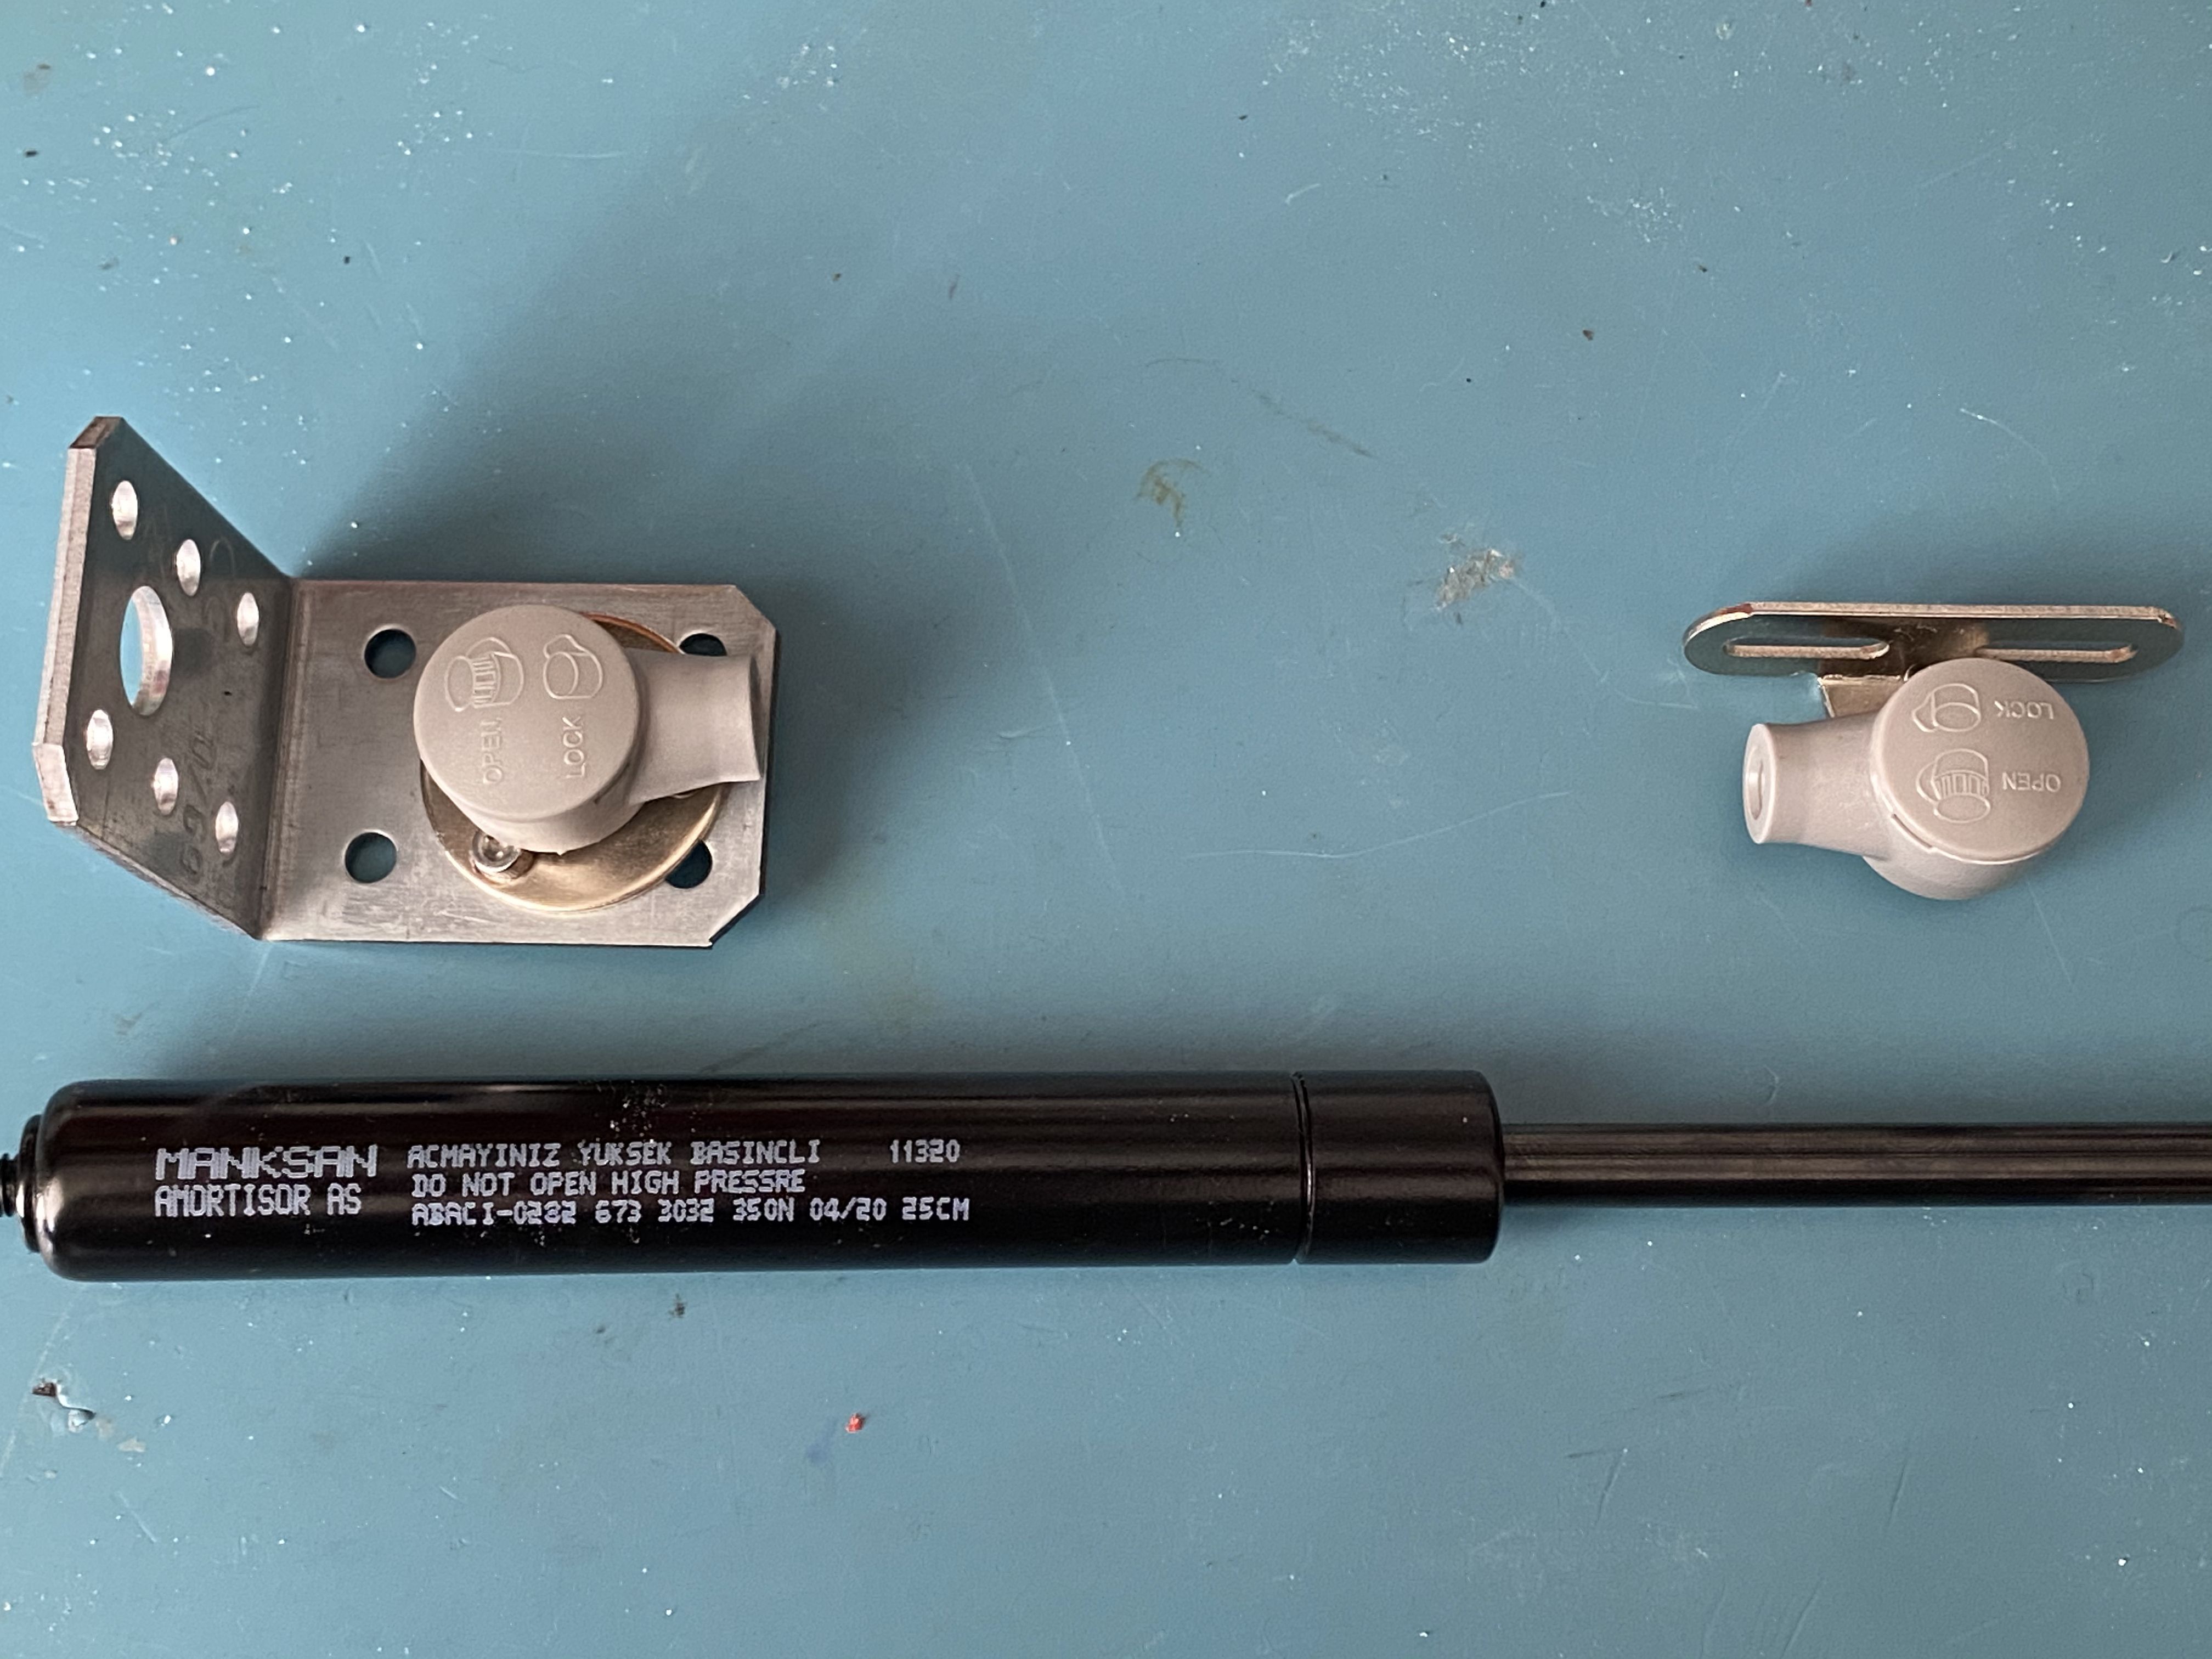 OPEN
LOCK
LOCK
OPEN
MANKSAN
AMORTISOR AS
ACMAYINIZ YUKSEK BASINCLI 11320
DO NOT OPEN HIGH PRESSRE
ABACI-0232 673 3032 350N 04/20 25CM